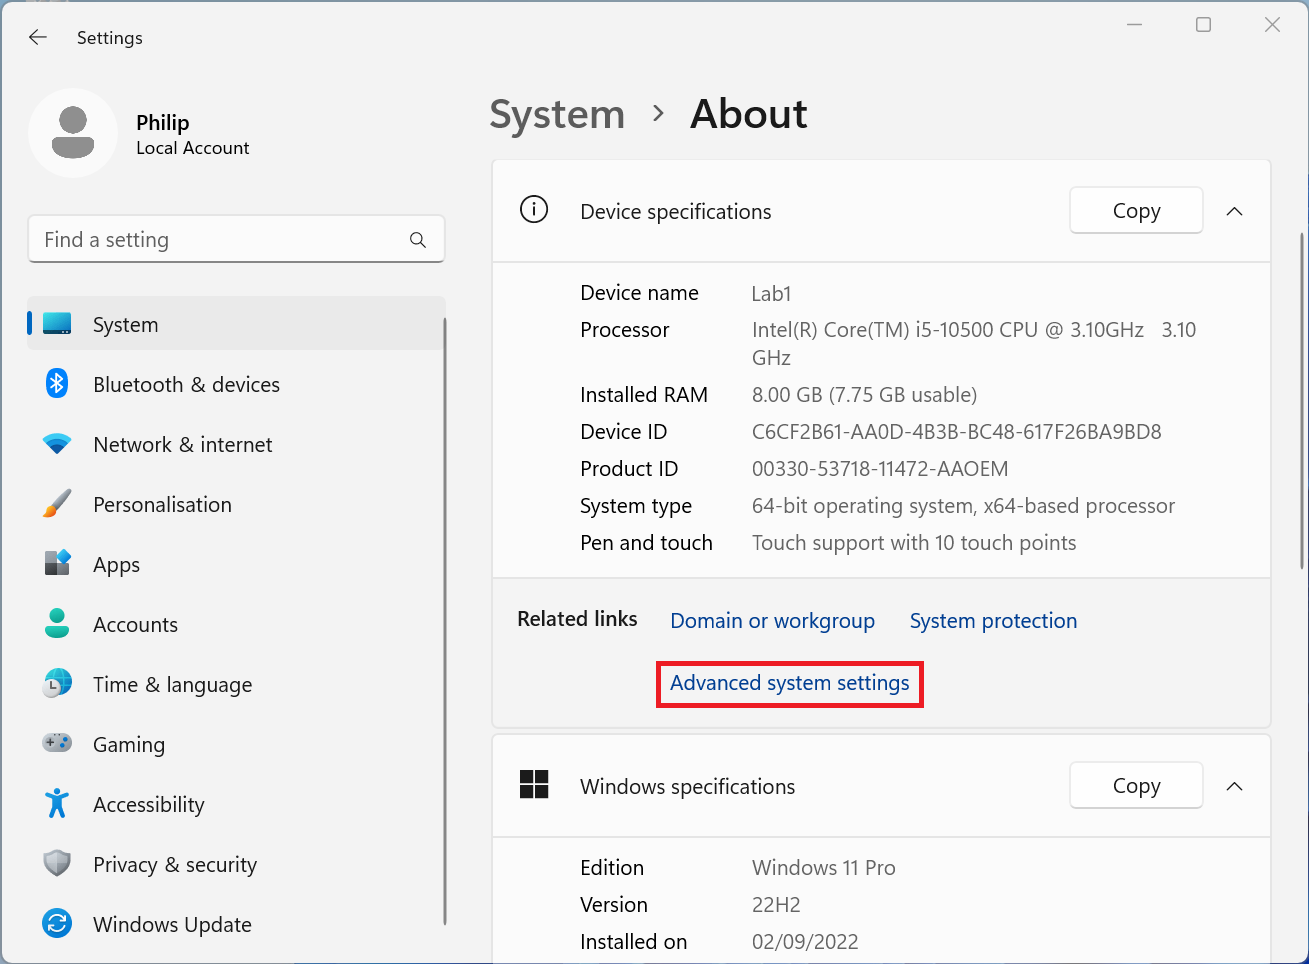 Settings
Philip
Local Account
Find a setting
System
Bluetooth & devices
Network & internet
Personalisation
Apps
Accounts
Time & language
Gaming
Accessibility
Privacy & security
Windows Update
System > About
Device specifications Copy
Device name Lab1
Processor Intel(R) Core(TM) i5-10500 CPU @ 3.10GHz 3.10
GHz
Installed RAM 8.00 GB (7.75 GB usable)
Device ID C6CF2B61-AA0D-4B3B-BC48-617F26BA9BD8
Product ID 00330-53718-11472-AAOEM
System type 64-bit operating system, x64-based processor
Pen and touch Touch support with 10 touch points
Related links Domain or workgroup System protection
Advanced system settings
Windows specifications Copy
Edition Windows 11 Pro
Version 22H2
Installed on 02/09/2022